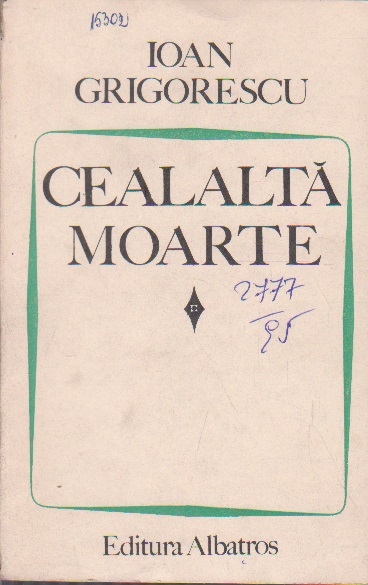 15302
IOAN
GRIGORESCU
CEALALTĂ
MOARTE
2777
95
Editura Albatros